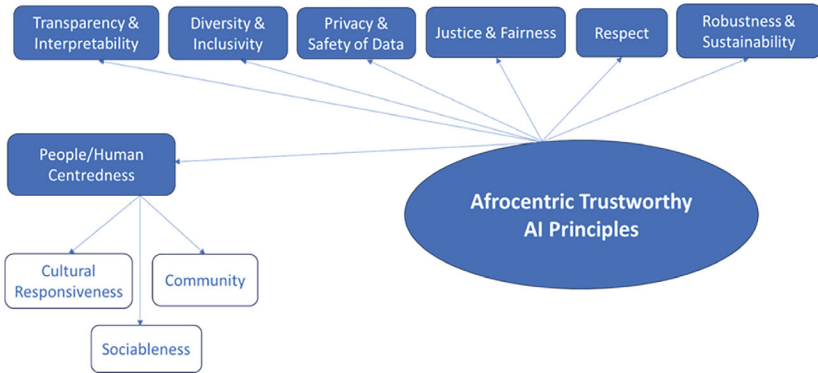 Transparency &
Interpretability
Diversity &
Inclusivity
Privacy &
Safety of Data
Justice & Fairness
Respect
Robustness &
Sustainability
People/Human
Centredness
Afrocentric Trustworthy
AI Principles
Cultural
Responsiveness
Community
Sociableness